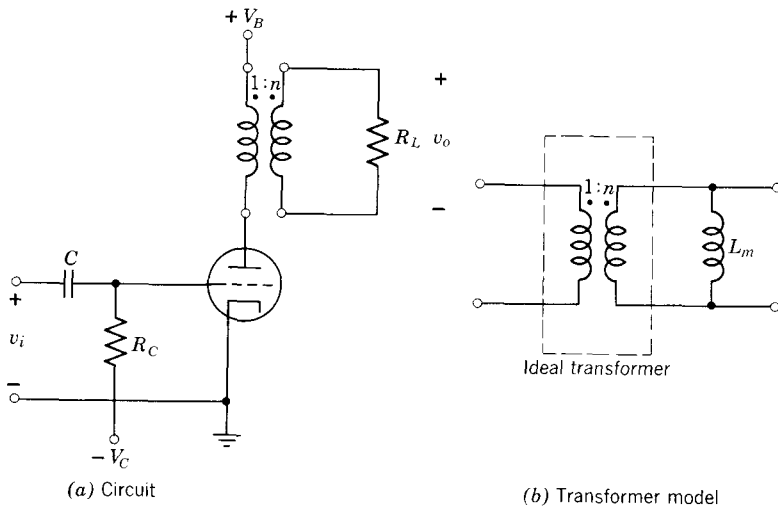 + V_B
1 : n
R_L
+
v_o
−
C
+
v_i
−
R_C
− V_C
(a) Circuit
1 : n
L_m
Ideal transformer
(b) Transformer model